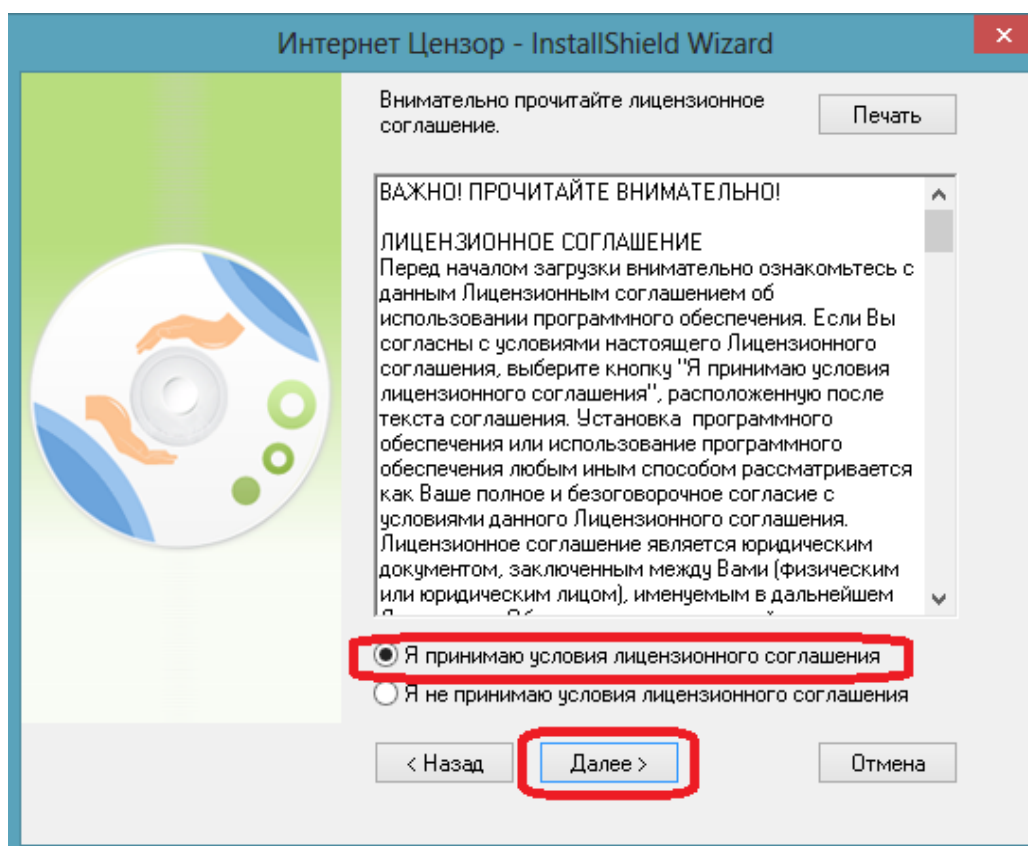 Интернет Цензор - InstallShield Wizard
Внимательно прочитайте лицензионное
соглашение.
Печать
ВАЖНО! ПРОЧИТАЙТЕ ВНИМАТЕЛЬНО!
ЛИЦЕНЗИОННОЕ СОГЛАШЕНИЕ
Перед началом загрузки внимательно ознакомьтесь с
данным Лицензионным соглашением об
использовании программного обеспечения. Если Вы
согласны с условиями настоящего Лицензионного
соглашения, выберите кнопку "Я принимаю условия
лицензионного соглашения", расположенную после
текста соглашения. Установка  программного
обеспечения или использование программного
обеспечения любым иным способом рассматривается
как Ваше полное и безоговорочное согласие с
условиями данного Лицензионного соглашения.
Лицензионное соглашение является юридическим
документом, заключенным между Вами (физическим
или юридическим лицом), именуемым в дальнейшем
Я принимаю условия лицензионного соглашения
Я не принимаю условия лицензионного соглашения
< Назад
Далее >
Отмена